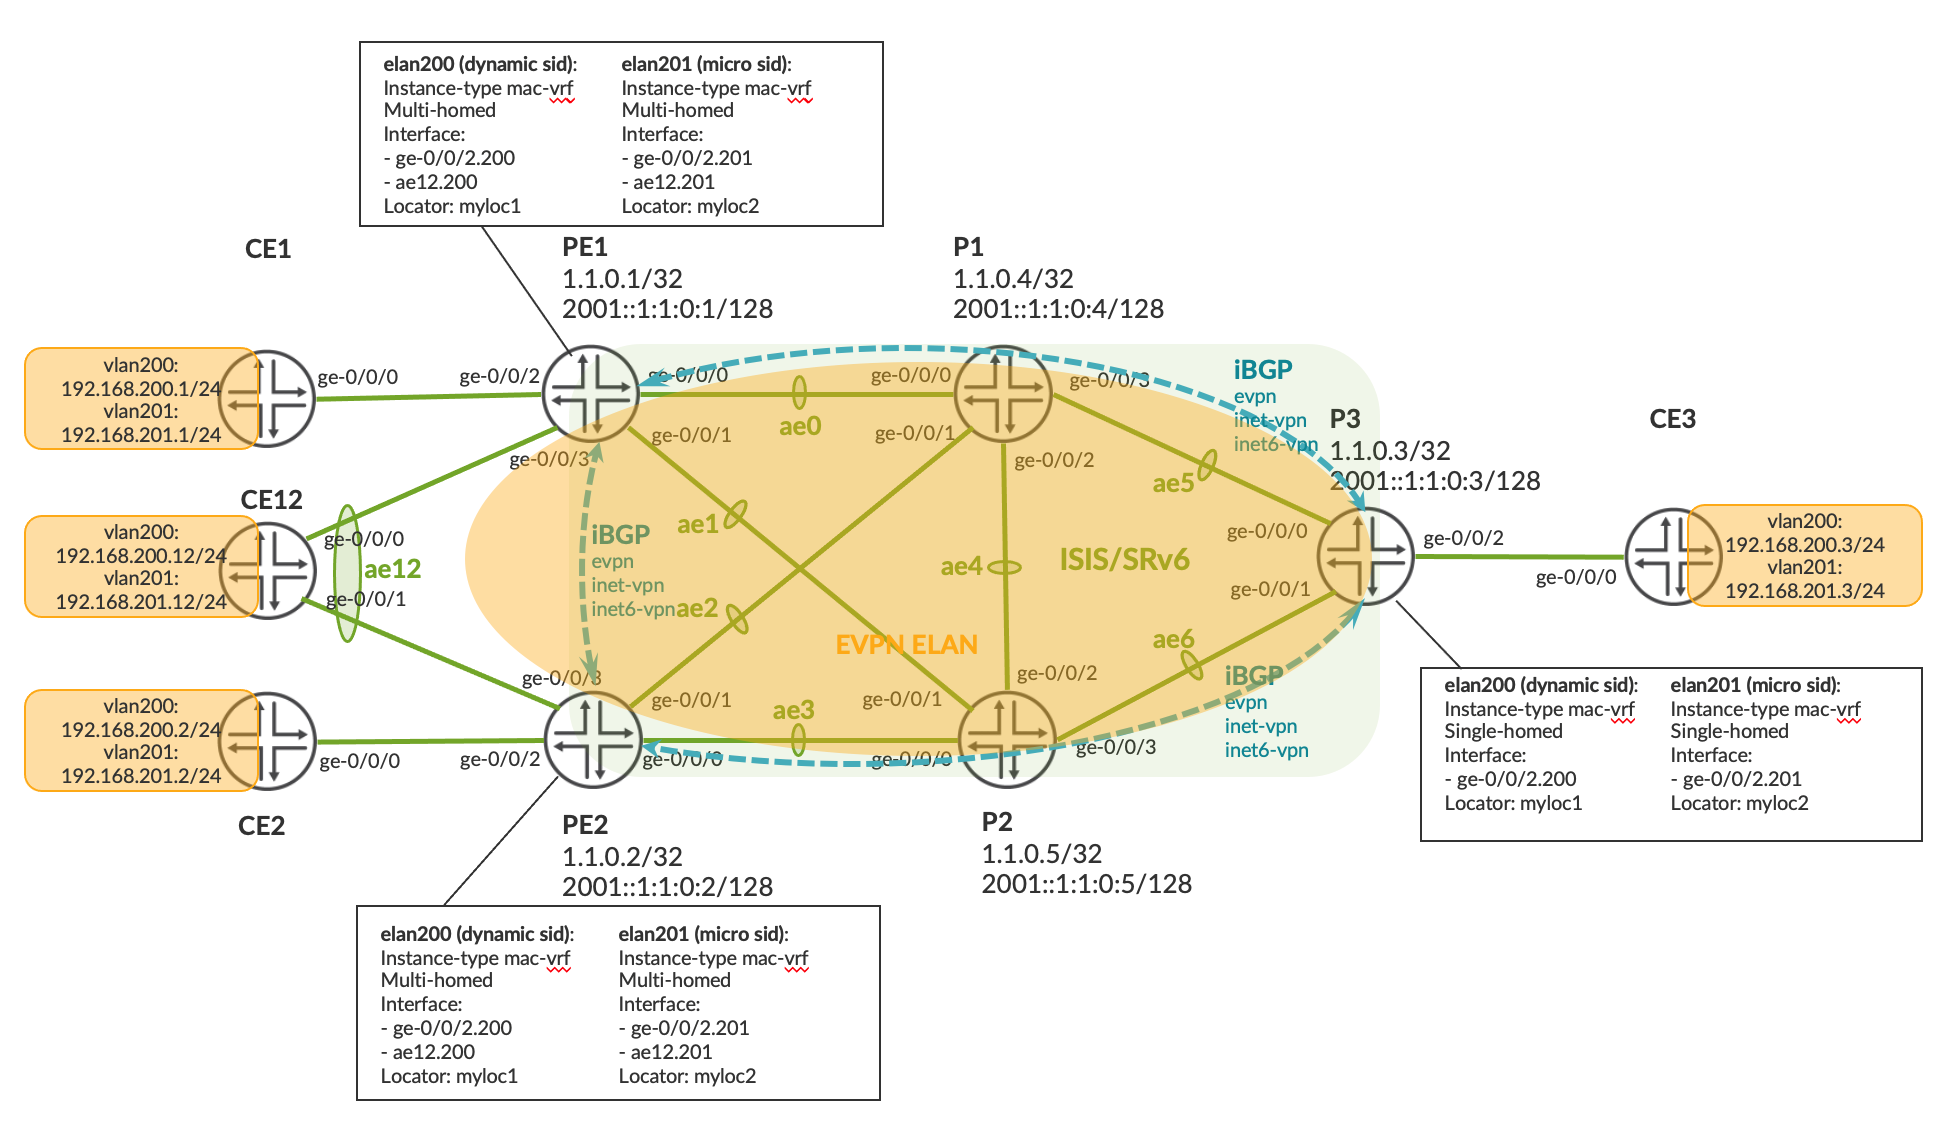 elan200 (dynamic sid):
Instance-type mac-vrf
Multi-homed
Interface:
- ge-0/0/2.200
- ae12.200
Locator: myloc1
elan201 (micro sid):
Instance-type mac-vrf
Multi-homed
Interface:
- ge-0/0/2.201
- ae12.201
Locator: myloc2
CE1
PE1
1.1.0.1/32
2001::1:1:0:1/128
P1
1.1.0.4/32
2001::1:1:0:4/128
vlan200:
192.168.200.1/24
vlan201:
192.168.201.1/24
ge-0/0/0
ge-0/0/2
ge-0/0/0
ge-0/0/0
ge-0/0/3
ae0
ge-0/0/1
ge-0/0/1
ge-0/0/3
ge-0/0/2
iBGP
evpn
inet-vpn
inet6-vpn
P3
1.1.0.3/32
2001::1:1:0:3/128
CE3
ae5
CE12
vlan200:
192.168.200.12/24
vlan201:
192.168.201.12/24
ge-0/0/0
ae12
ge-0/0/1
iBGP
evpn
inet-vpn
inet6-vpn
ae1
ae2
ae4
ISIS/SRv6
ge-0/0/0
ge-0/0/1
ge-0/0/2
ge-0/0/0
vlan200:
192.168.200.3/24
vlan201:
192.168.201.3/24
EVPN ELAN
ae6
ge-0/0/3
ge-0/0/1
ge-0/0/1
ge-0/0/2
iBGP
evpn
inet-vpn
inet6-vpn
vlan200:
192.168.200.2/24
vlan201:
192.168.201.2/24
ge-0/0/0
ge-0/0/2
ge-0/0/0
ae3
ge-0/0/0
ge-0/0/3
CE2
PE2
1.1.0.2/32
2001::1:1:0:2/128
P2
1.1.0.5/32
2001::1:1:0:5/128
elan200 (dynamic sid):
Instance-type mac-vrf
Single-homed
Interface:
- ge-0/0/2.200
Locator: myloc1
elan201 (micro sid):
Instance-type mac-vrf
Single-homed
Interface:
- ge-0/0/2.201
Locator: myloc2
elan200 (dynamic sid):
Instance-type mac-vrf
Multi-homed
Interface:
- ge-0/0/2.200
- ae12.200
Locator: myloc1
elan201 (micro sid):
Instance-type mac-vrf
Multi-homed
Interface:
- ge-0/0/2.201
- ae12.201
Locator: myloc2